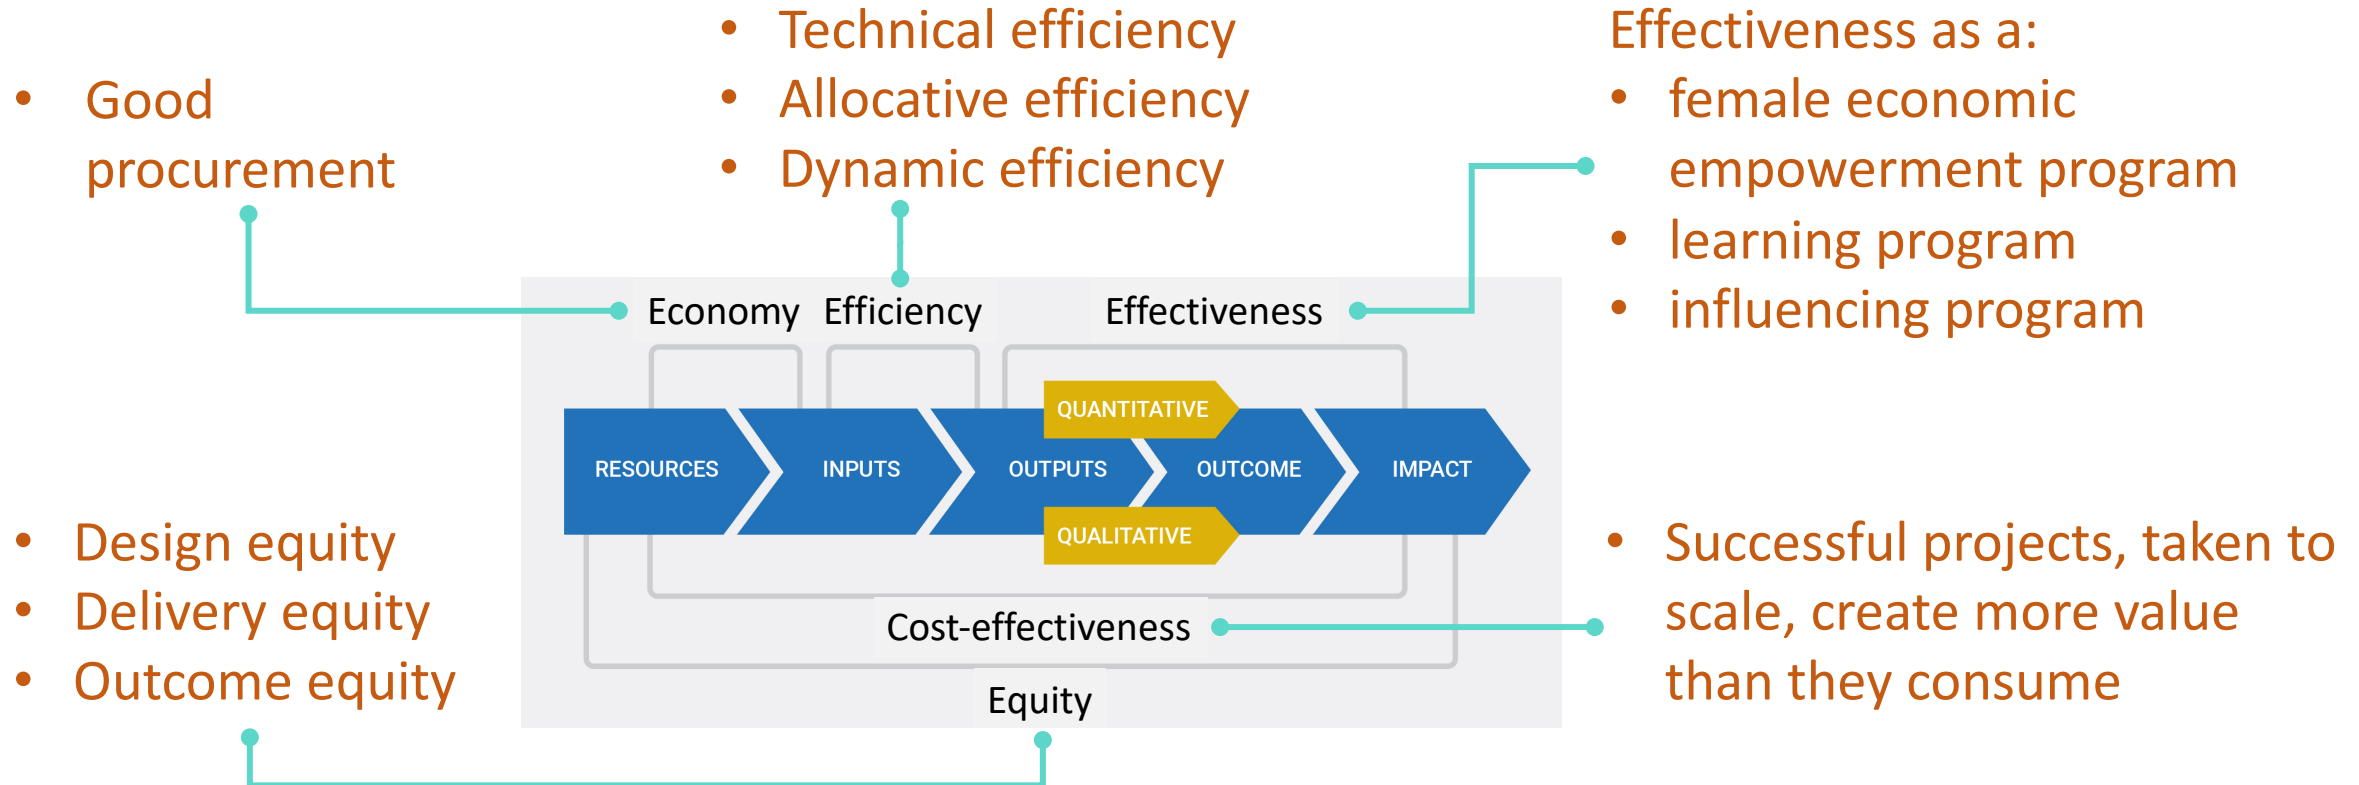 • Good
procurement
• Technical efficiency
• Allocative efficiency
• Dynamic efficiency
Effectiveness as a:
• female economic
empowerment program
• learning program
• influencing program
Economy
Efficiency
Effectiveness
QUANTITATIVE
RESOURCES
INPUTS
OUTPUTS
OUTCOME
IMPACT
QUALITATIVE
Cost-effectiveness
Equity
• Design equity
• Delivery equity
• Outcome equity
• Successful projects, taken to
scale, create more value
than they consume